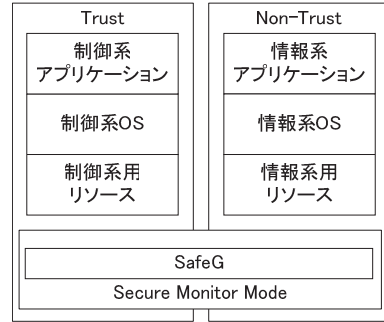 Trust
制御系
アプリケーション
制御系OS
制御系用
リソース
Non-Trust
情報系
アプリケーション
情報系OS
情報系用
リソース
SafeG
Secure Monitor Mode